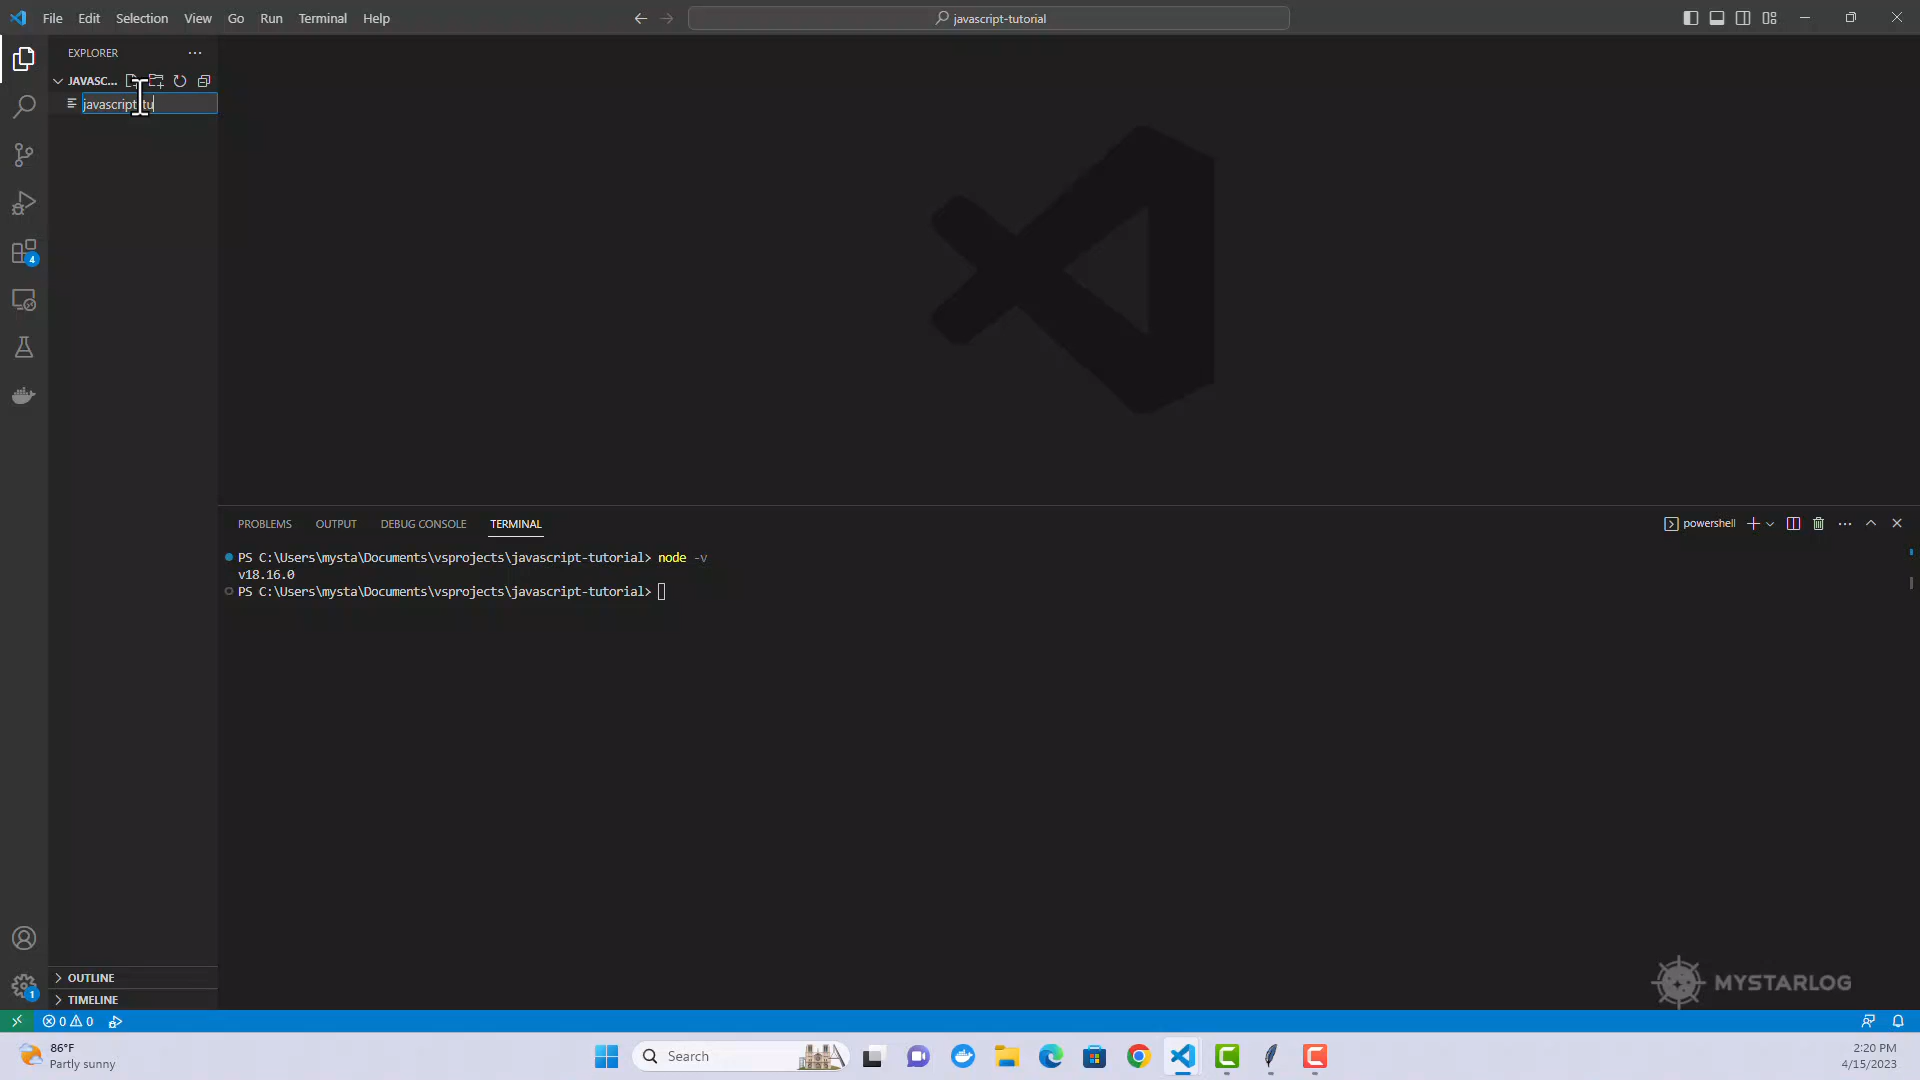 File Edit Selection View Go Run Terminal Help
javascript-tutorial
EXPLORER
JAVASC...
javascript-tu
4
PROBLEMS OUTPUT DEBUG CONSOLE TERMINAL
powershell
PS C:\Users\mysta\Documents\vsprojects\javascript-tutorial> node -v
v18.16.0
PS C:\Users\mysta\Documents\vsprojects\javascript-tutorial>
OUTLINE
1
TIMELINE
MYSTARLOG
0 0
86°F
Partly sunny
Search
2:20 PM
4/15/2023